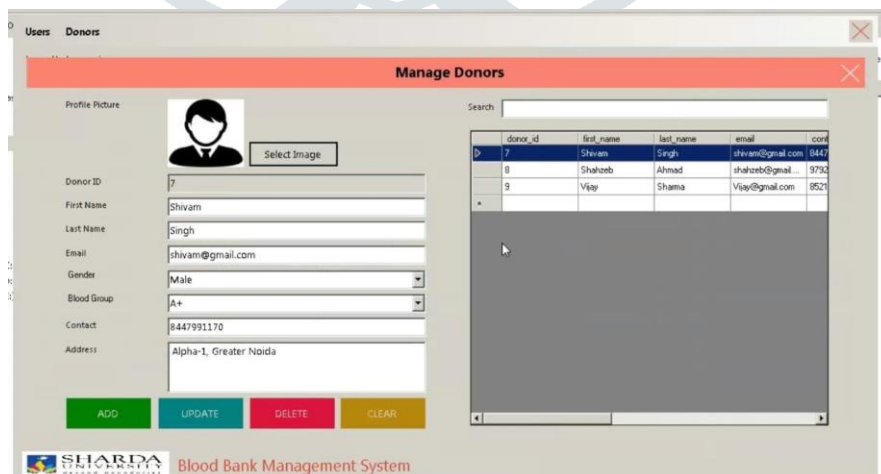 Users Donors
Manage Donors
Profile Picture
Select Image
Donor ID 7
First Name Shivam
Last Name Singh
Email shivam@gmail.com
Gender Male
Blood Group A+
Contact 8447991170
Address Alpha-1, Greater Noida
ADD UPDATE DELETE CLEAR
Search
donor_id first_name last_name email cont
7 Shivam Singh shivam@gmail.com 8447
8 Shahzeb Ahmad shahzeb@gmail... 9792
9 Vijay Sharma Vijay@gmail.com 8521
SHARDA
UNIVERSITY
Blood Bank Management System